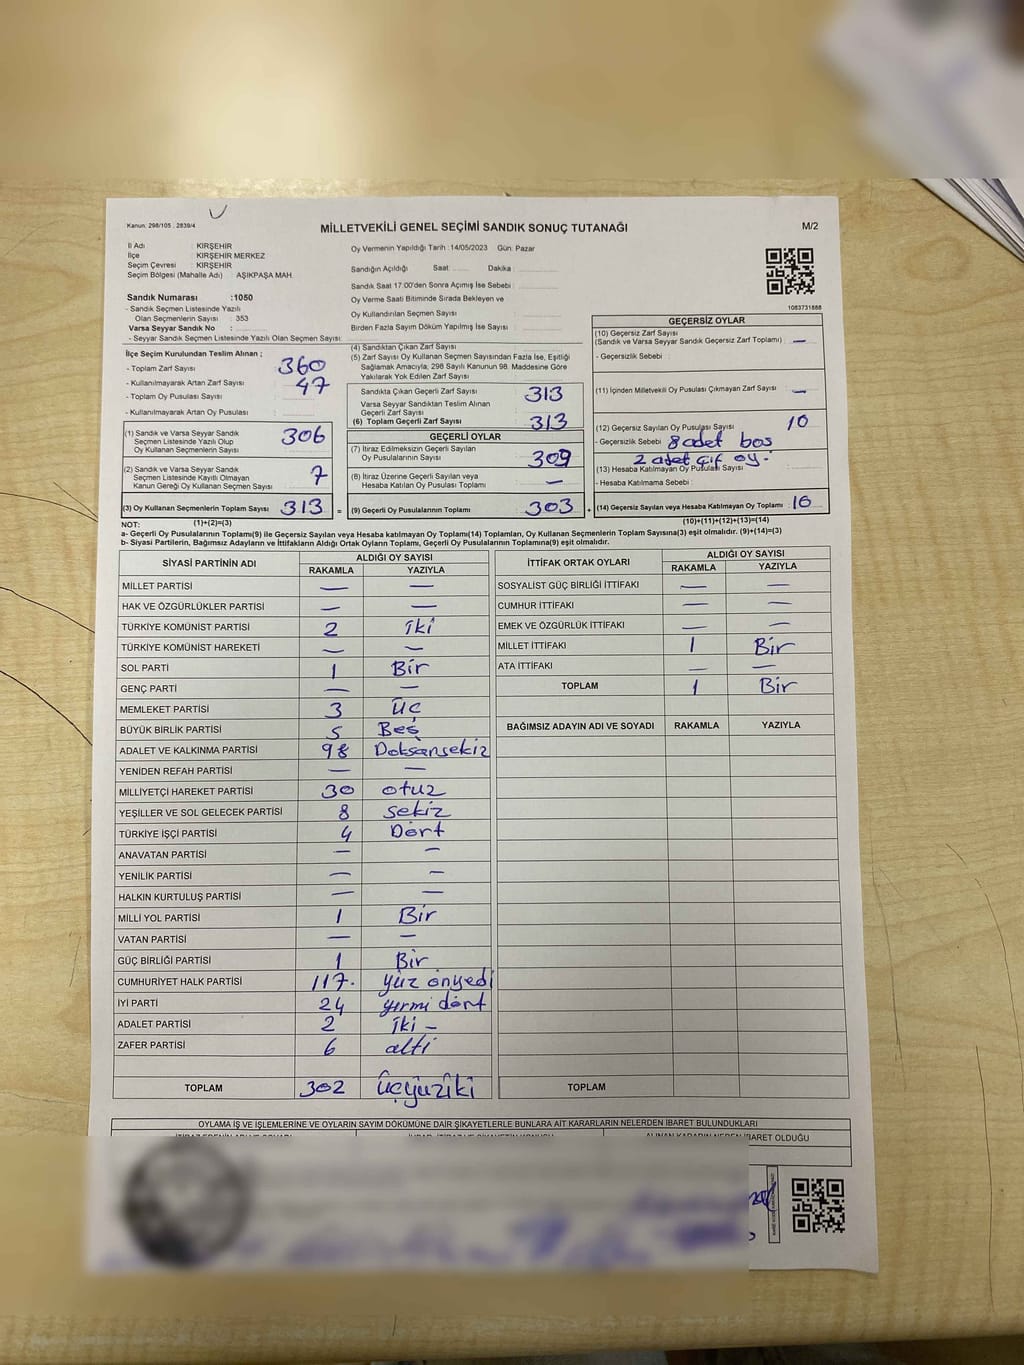 Kanun. 298/105 . 2839/4
MİLLETVEKİLİ GENEL SEÇİMİ SANDIK SONUÇ TUTANAĞI
M/2
İl Adı : KIRŞEHİR
İlçe : KIRŞEHİR MERKEZ
Seçim Çevresi : KIRŞEHİR
Seçim Bölgesi (Mahalle Adı) : AŞIKPAŞA MAH.
Sandık Numarası :1050
- Sandık Seçmen Listesinde Yazılı
Olan Seçmenlerin Sayısı : 353
Varsa Seyyar Sandık No :
- Seyyar Sandık Seçmen Listesinde Yazılı Olan Seçmen Sayısı:
İlçe Seçim Kurulundan Teslim Alınan ;
- Toplam Zarf Sayısı 360
- Kullanılmayarak Artan Zarf Sayısı 47
- Toplam Oy Pusulası Sayısı
- Kullanılmayarak Artan Oy Pusulası
(1) Sandık ve Varsa Seyyar Sandık
Seçmen Listesinde Yazılı Olup
Oy Kullanan Seçmenlerin Sayısı 306
(2) Sandık ve Varsa Seyyar Sandık
Seçmen Listesinde Kayıtlı Olmayan
Kanun Gereği Oy Kullanan Seçmen Sayısı 7
(3) Oy Kullanan Seçmenlerin Toplam Sayısı 313 =
Oy Vermenin Yapıldığı Tarih :14/05/2023 Gün: Pazar
Sandığın Açıldığı Saat: Dakika :
Sandık Saat 17:00'den Sonra Açılmış İse Sebebi :
Oy Verme Saati Bitiminde Sırada Bekleyen ve
Oy Kullandırılan Seçmen Sayısı :
Birden Fazla Sayım Döküm Yapılmış İse Sayısı :
(4) Sandıktan Çıkan Zarf Sayısı :
(5) Zarf Sayısı Oy Kullanan Seçmen Sayısından Fazla İse, Eşitliği
Sağlamak Amacıyla, 298 Sayılı Kanunun 98. Maddesine Göre
Yakılarak Yok Edilen Zarf Sayısı :
Sandıkta Çıkan Geçerli Zarf Sayısı 313
Varsa Seyyar Sandıktan Teslim Alınan
Geçerli Zarf Sayısı
(6) Toplam Geçerli Zarf Sayısı 313
GEÇERLİ OYLAR
(7) İtiraz Edilmeksizin Geçerli Sayılan
Oy Pusulalarının Sayısı 309
(8) İtiraz Üzerine Geçerli Sayılan veya
Hesaba Katılan Oy Pusulası Toplamı —
(9) Geçerli Oy Pusulalarının Toplamı 303 +
1083731888
GEÇERSİZ OYLAR
(10) Geçersiz Zarf Sayısı
(Sandık ve Varsa Seyyar Sandık Geçersiz Zarf Toplamı) —
- Geçersizlik Sebebi :
(11) İçinden Milletvekili Oy Pusulası Çıkmayan Zarf Sayısı —
(12) Geçersiz Sayılan Oy Pusulası Sayısı 10
- Geçersizlik Sebebi 8 adet boş
2 adet çift oy.
(13) Hesaba Katılmayan Oy Pusulası Sayısı
- Hesaba Katılmama Sebebi
(14) Geçersiz Sayılan veya Hesaba Katılmayan Oy Toplamı 10
NOT: (1)+(2)=(3) (10)+(11)+(12)+(13)=(14)
a- Geçerli Oy Pusulalarının Toplamı(9) ile Geçersiz Sayılan veya Hesaba katılmayan Oy Toplamı(14) Toplamları, Oy Kullanan Seçmenlerin Toplam Sayısına(3) eşit olmalıdır. (9)+(14)=(3)
b- Siyasi Partilerin, Bağımsız Adayların ve İttifakların Aldığı Ortak Oyların Toplamı, Geçerli Oy Pusulalarının Toplamına(9) eşit olmalıdır.
SİYASİ PARTİNİN ADI ALDIĞI OY SAYISI
RAKAMLA YAZIYLA
MİLLET PARTİSİ — —
HAK VE ÖZGÜRLÜKLER PARTİSİ — —
TÜRKİYE KOMÜNİST PARTİSİ 2 iki
TÜRKİYE KOMÜNİST HAREKETİ — —
SOL PARTİ 1 Bir
GENÇ PARTİ — —
MEMLEKET PARTİSİ 3 üç
BÜYÜK BİRLİK PARTİSİ 5 Beş
ADALET VE KALKINMA PARTİSİ 98 Doksansekiz
YENİDEN REFAH PARTİSİ — —
MİLLİYETÇİ HAREKET PARTİSİ 30 otuz
YEŞİLLER VE SOL GELECEK PARTİSİ 8 sekiz
TÜRKİYE İŞÇİ PARTİSİ 4 Dört
ANAVATAN PARTİSİ — —
YENİLİK PARTİSİ — —
HALKIN KURTULUŞ PARTİSİ — —
MİLLİ YOL PARTİSİ 1 Bir
VATAN PARTİSİ — —
GÜÇ BİRLİĞİ PARTİSİ 1 Bir
CUMHURİYET HALK PARTİSİ 117. yüz onyedi
İYİ PARTİ 24 yirmi dört
ADALET PARTİSİ 2 iki –
ZAFER PARTİSİ 6 alti
TOPLAM 302 üçyüziki
İTTİFAK ORTAK OYLARI ALDIĞI OY SAYISI
RAKAMLA YAZIYLA
SOSYALİST GÜÇ BİRLİĞİ İTTİFAKI — —
CUMHUR İTTİFAKI — —
EMEK VE ÖZGÜRLÜK İTTİFAKI — —
MİLLET İTTİFAKI 1 Bir
ATA İTTİFAKI — —
TOPLAM 1 Bir
BAĞIMSIZ ADAYIN ADI VE SOYADI RAKAMLA YAZIYLA
TOPLAM
OYLAMA İŞ VE İŞLEMLERİNE VE OYLARIN SAYIM DÖKÜMÜNE DAİR ŞİKAYETLERLE BUNLARA AİT KARARLARIN NELERDEN İBARET BULUNDUKLARI
ALINAN KARARIN NEDEN İBARET OLDUĞU